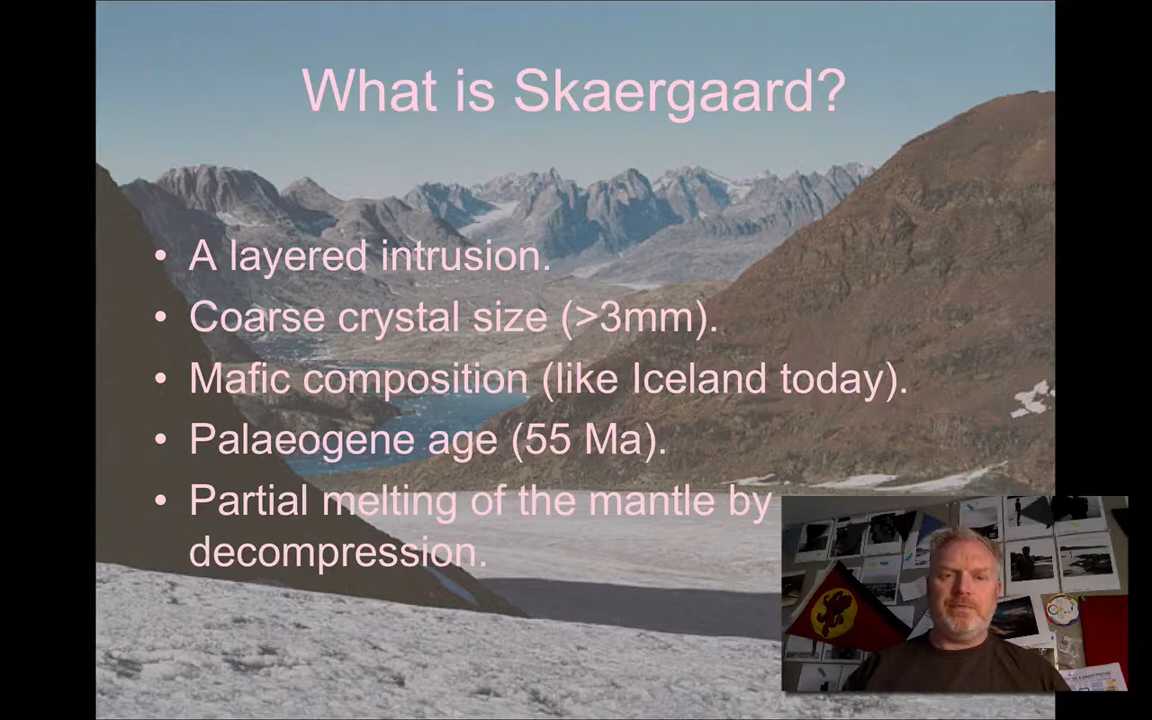 What is Skaergaard?
• A layered intrusion.
• Coarse crystal size (>3mm).
• Mafic composition (like Iceland today).
• Palaeogene age (55 Ma).
• Partial melting of the mantle by
decompression.